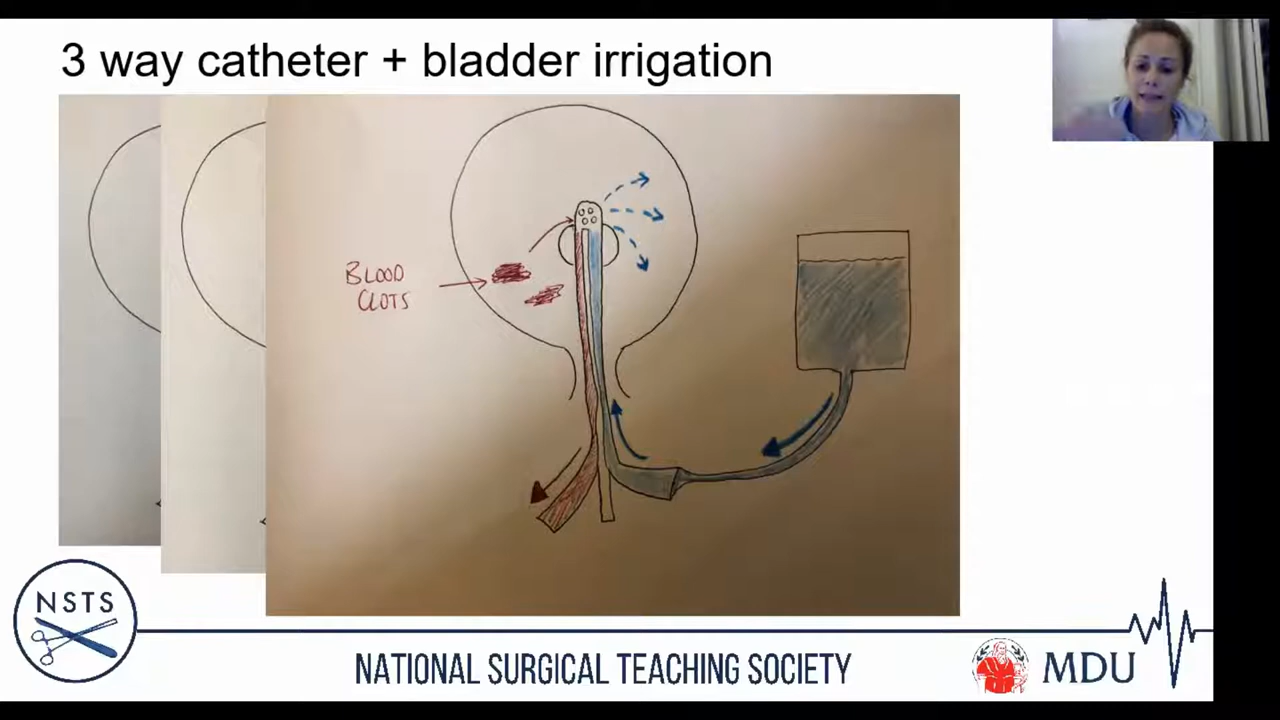 3 way catheter + bladder irrigation
BLOOD
CLOTS
NSTS
NATIONAL SURGICAL TEACHING SOCIETY
MDU